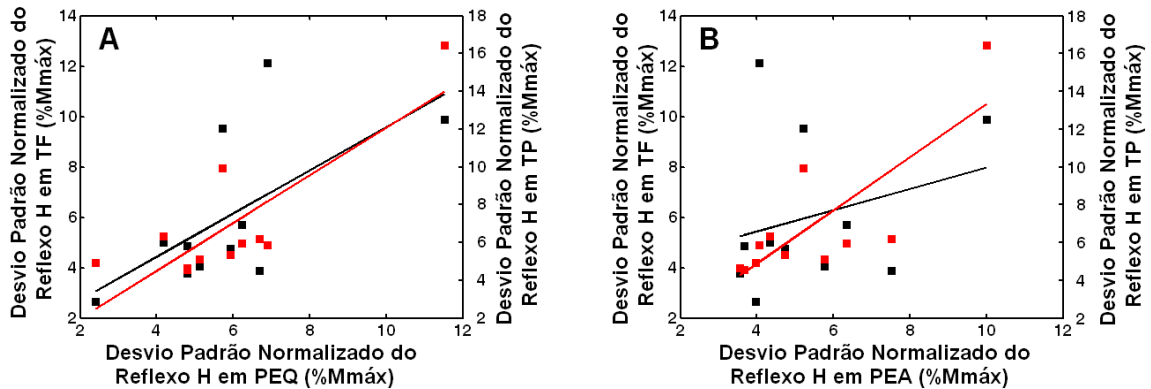 A
Desvio Padrão Normalizado do
Reflexo H em TF (%Mmáx)
14
12
10
8
6
4
2
18
16
14
12
10
8
6
4
2
Desvio Padrão Normalizado do
Reflexo H em TP (%Mmáx)
2 4 6 8 10 12
Desvio Padrão Normalizado do
Reflexo H em PEQ (%Mmáx)
B
Desvio Padrão Normalizado do
Reflexo H em TF (%Mmáx)
14
12
10
8
6
4
2
18
16
14
12
10
8
6
4
2
Desvio Padrão Normalizado do
Reflexo H em TP (%Mmáx)
2 4 6 8 10 12
Desvio Padrão Normalizado do
Reflexo H em PEA (%Mmáx)